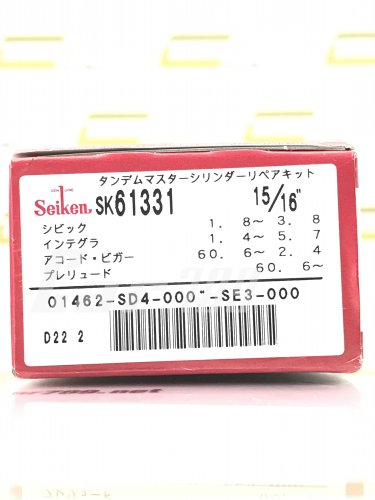 タンデムマスターシリンダーリペアキット
Seiken SK61331 15/16"
シビック 1. 8～ 3. 8
インテグラ 1. 4～ 5. 7
アコード・ビガー 60. 6～ 2. 4
プレリュード 60. 6～
01462-SD4-000"-SE3-000
D22 2